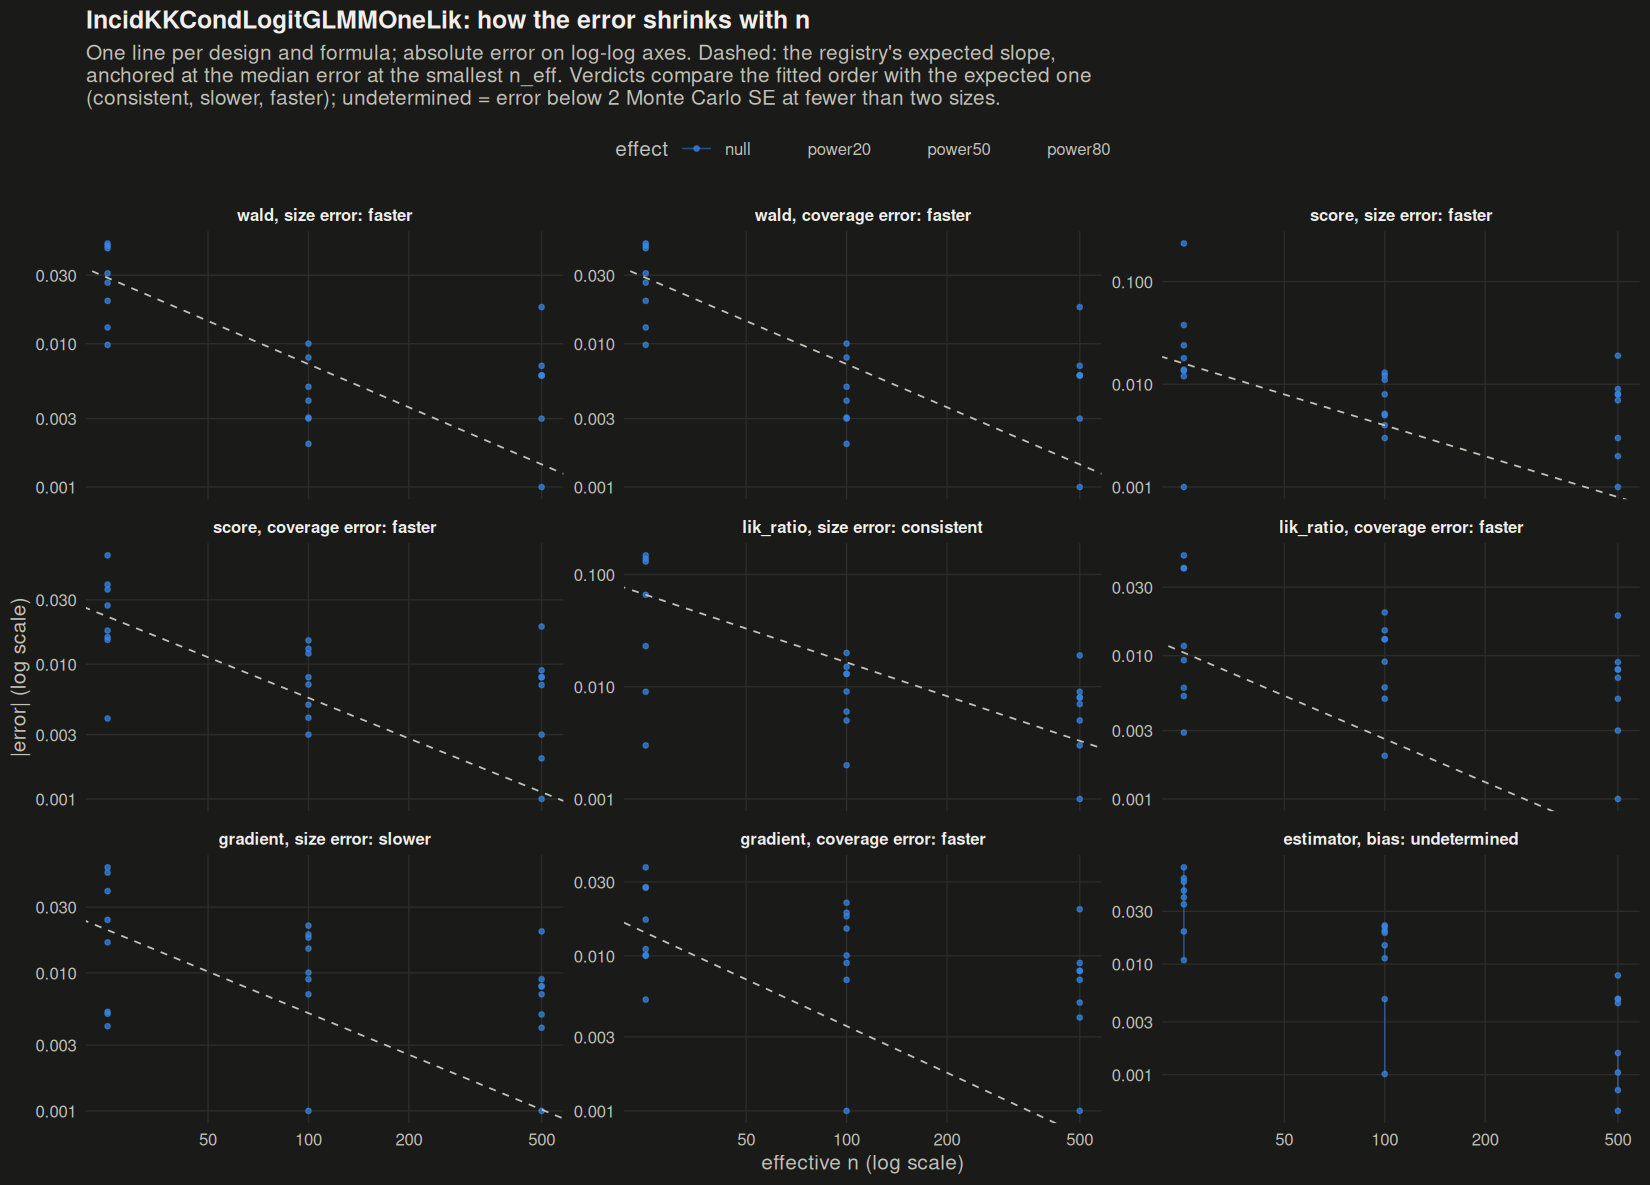 IncidKKCondLogitGLMMOneLik: how the error shrinks with n
One line per design and formula; absolute error on log-log axes. Dashed: the registry's expected slope,
anchored at the median error at the smallest n_eff. Verdicts compare the fitted order with the expected one
(consistent, slower, faster); undetermined = error below 2 Monte Carlo SE at fewer than two sizes.
effect null power20 power50 power80
wald, size error: faster
wald, coverage error: faster
score, size error: faster
0.030
0.010
0.003
0.001
0.030
0.010
0.003
0.001
0.100
0.010
0.001
score, coverage error: faster
lik_ratio, size error: consistent
lik_ratio, coverage error: faster
0.030
0.010
0.003
0.001
0.100
0.010
0.001
0.030
0.010
0.003
0.001
gradient, size error: slower
gradient, coverage error: faster
estimator, bias: undetermined
0.030
0.010
0.003
0.001
0.030
0.010
0.003
0.001
0.030
0.010
0.003
0.001
50 100 200 500
50 100 200 500
50 100 200 500
effective n (log scale)
|error| (log scale)